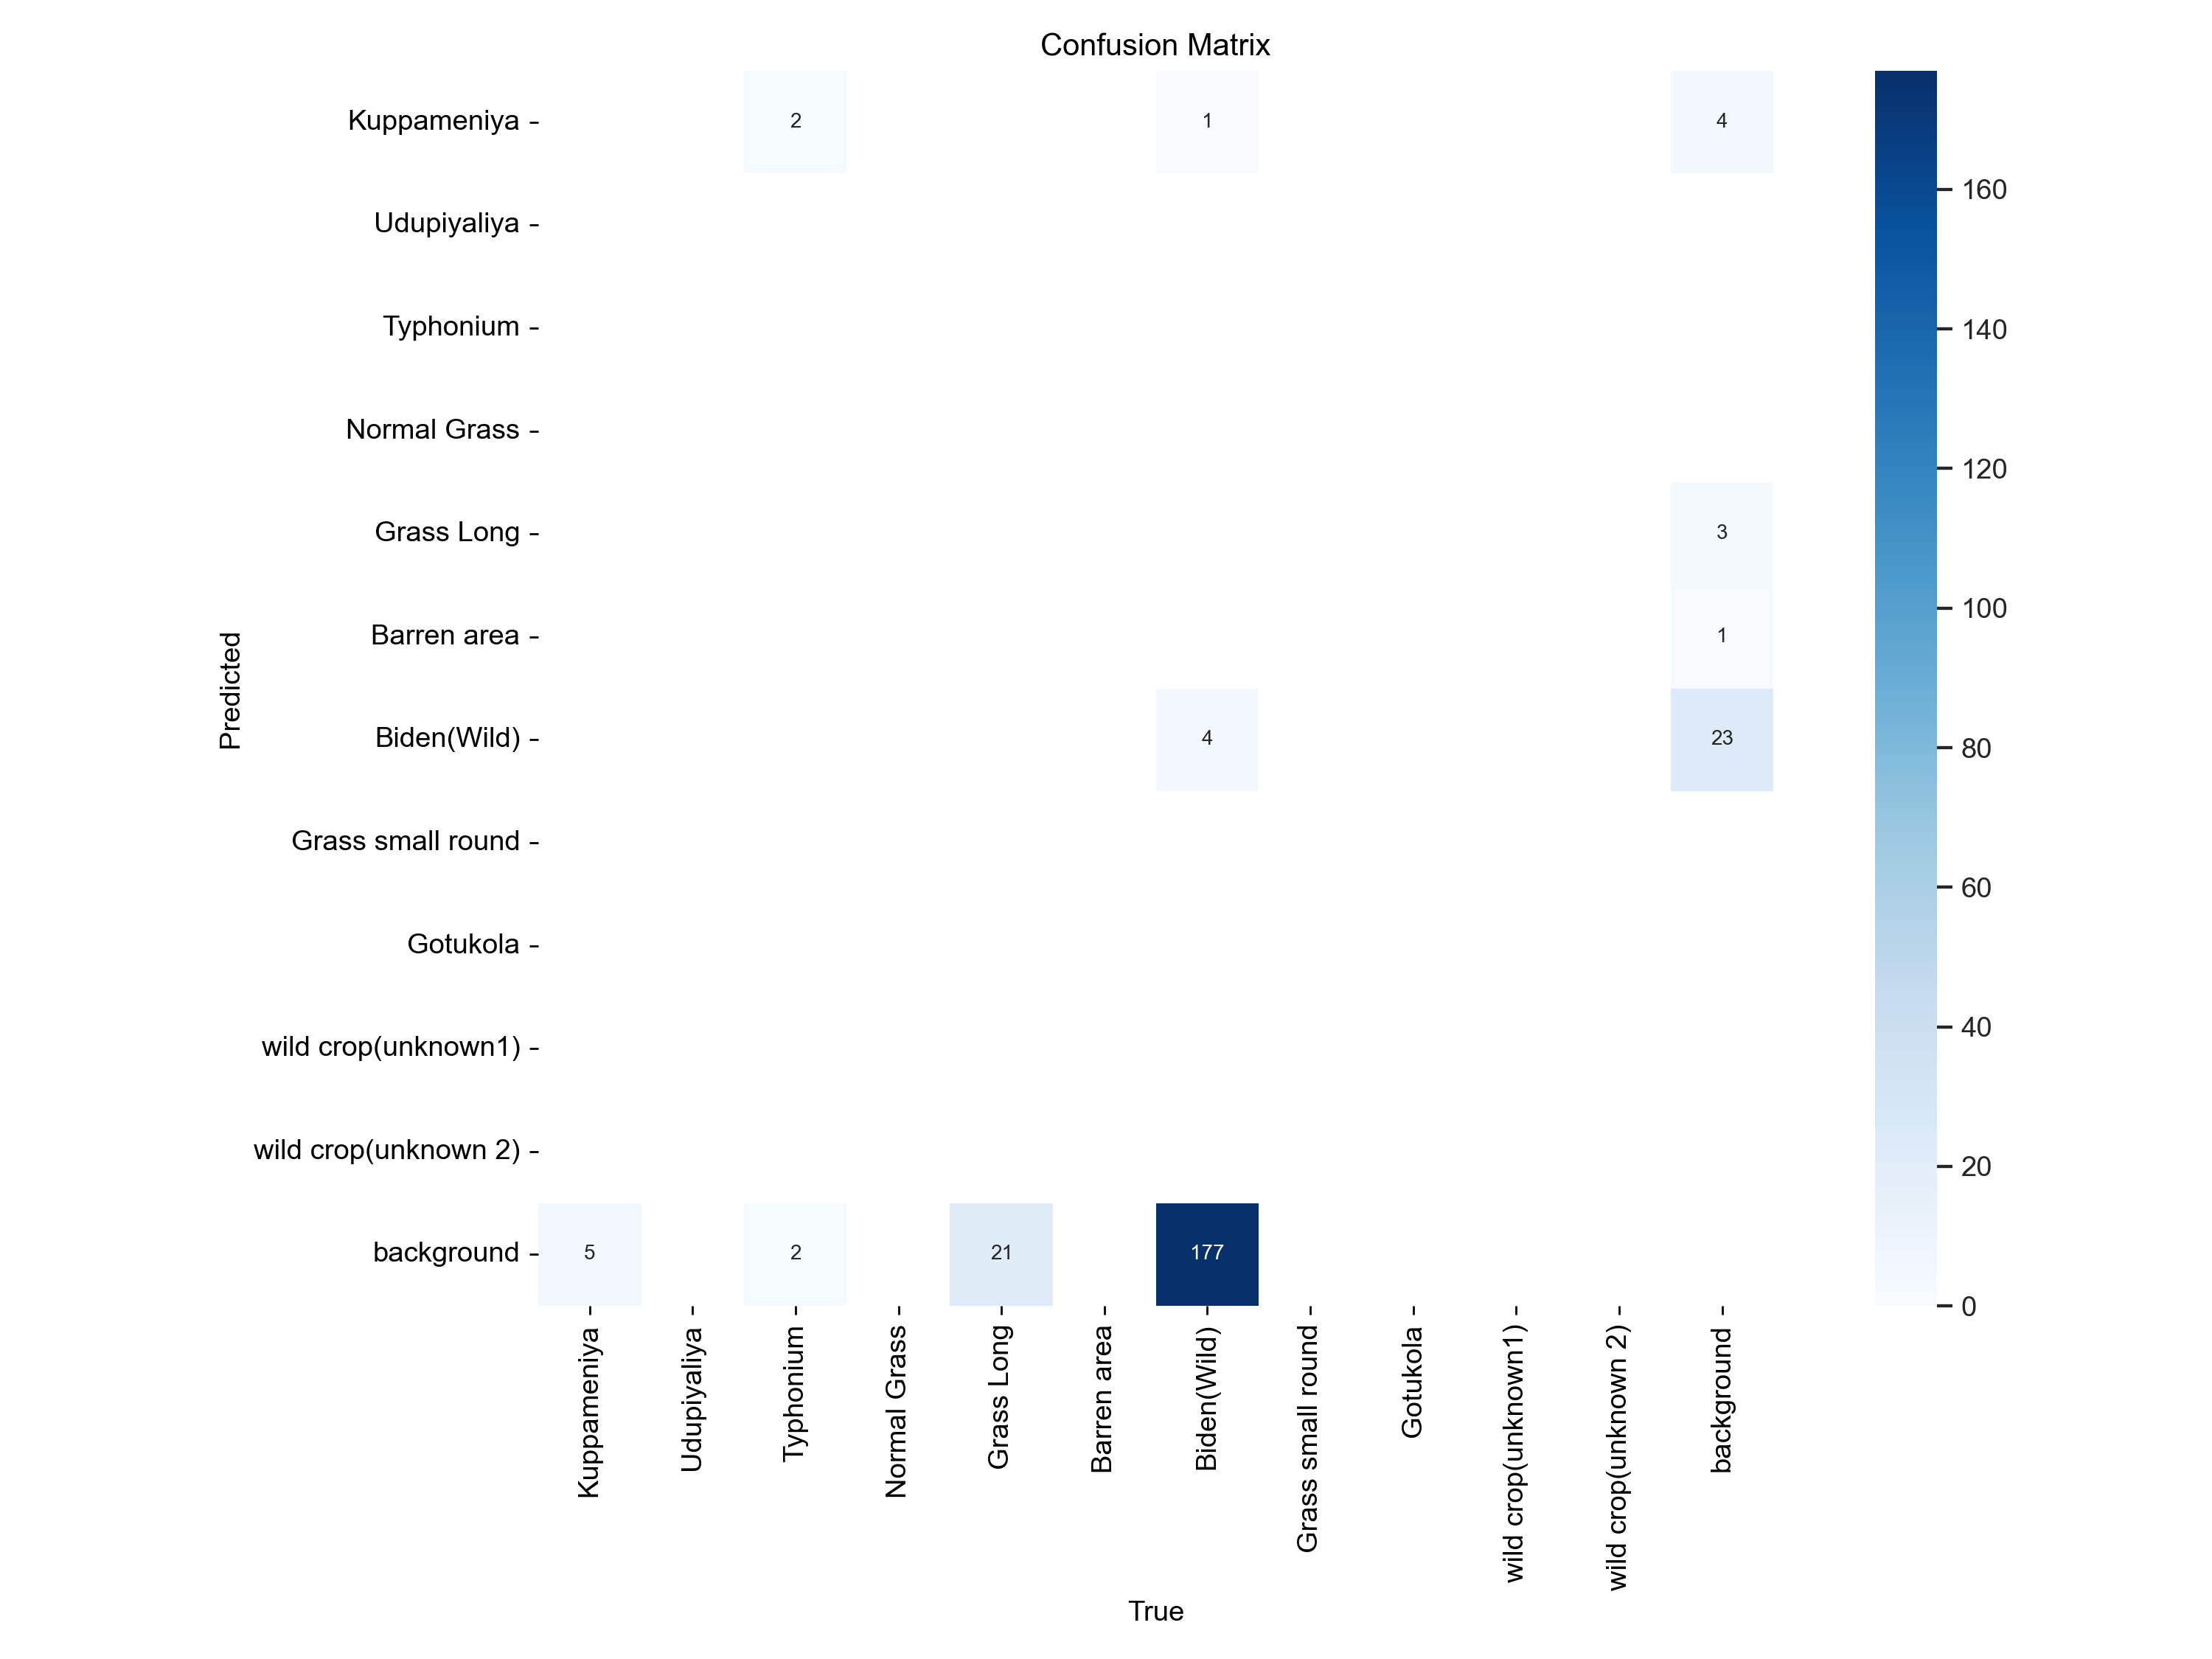 Confusion Matrix
Kuppameniya
2
1
4
Udupiyaliya
Typhonium
Normal Grass
Grass Long
3
Barren area
1
Biden(Wild)
4
23
Grass small round
Gotukola
wild crop(unknown1)
wild crop(unknown 2)
background
5
2
21
177
Predicted
Kuppameniya
Udupiyaliya
Typhonium
Normal Grass
Grass Long
Barren area
Biden(Wild)
Grass small round
Gotukola
wild crop(unknown1)
wild crop(unknown 2)
background
True
160
140
120
100
80
60
40
20
0